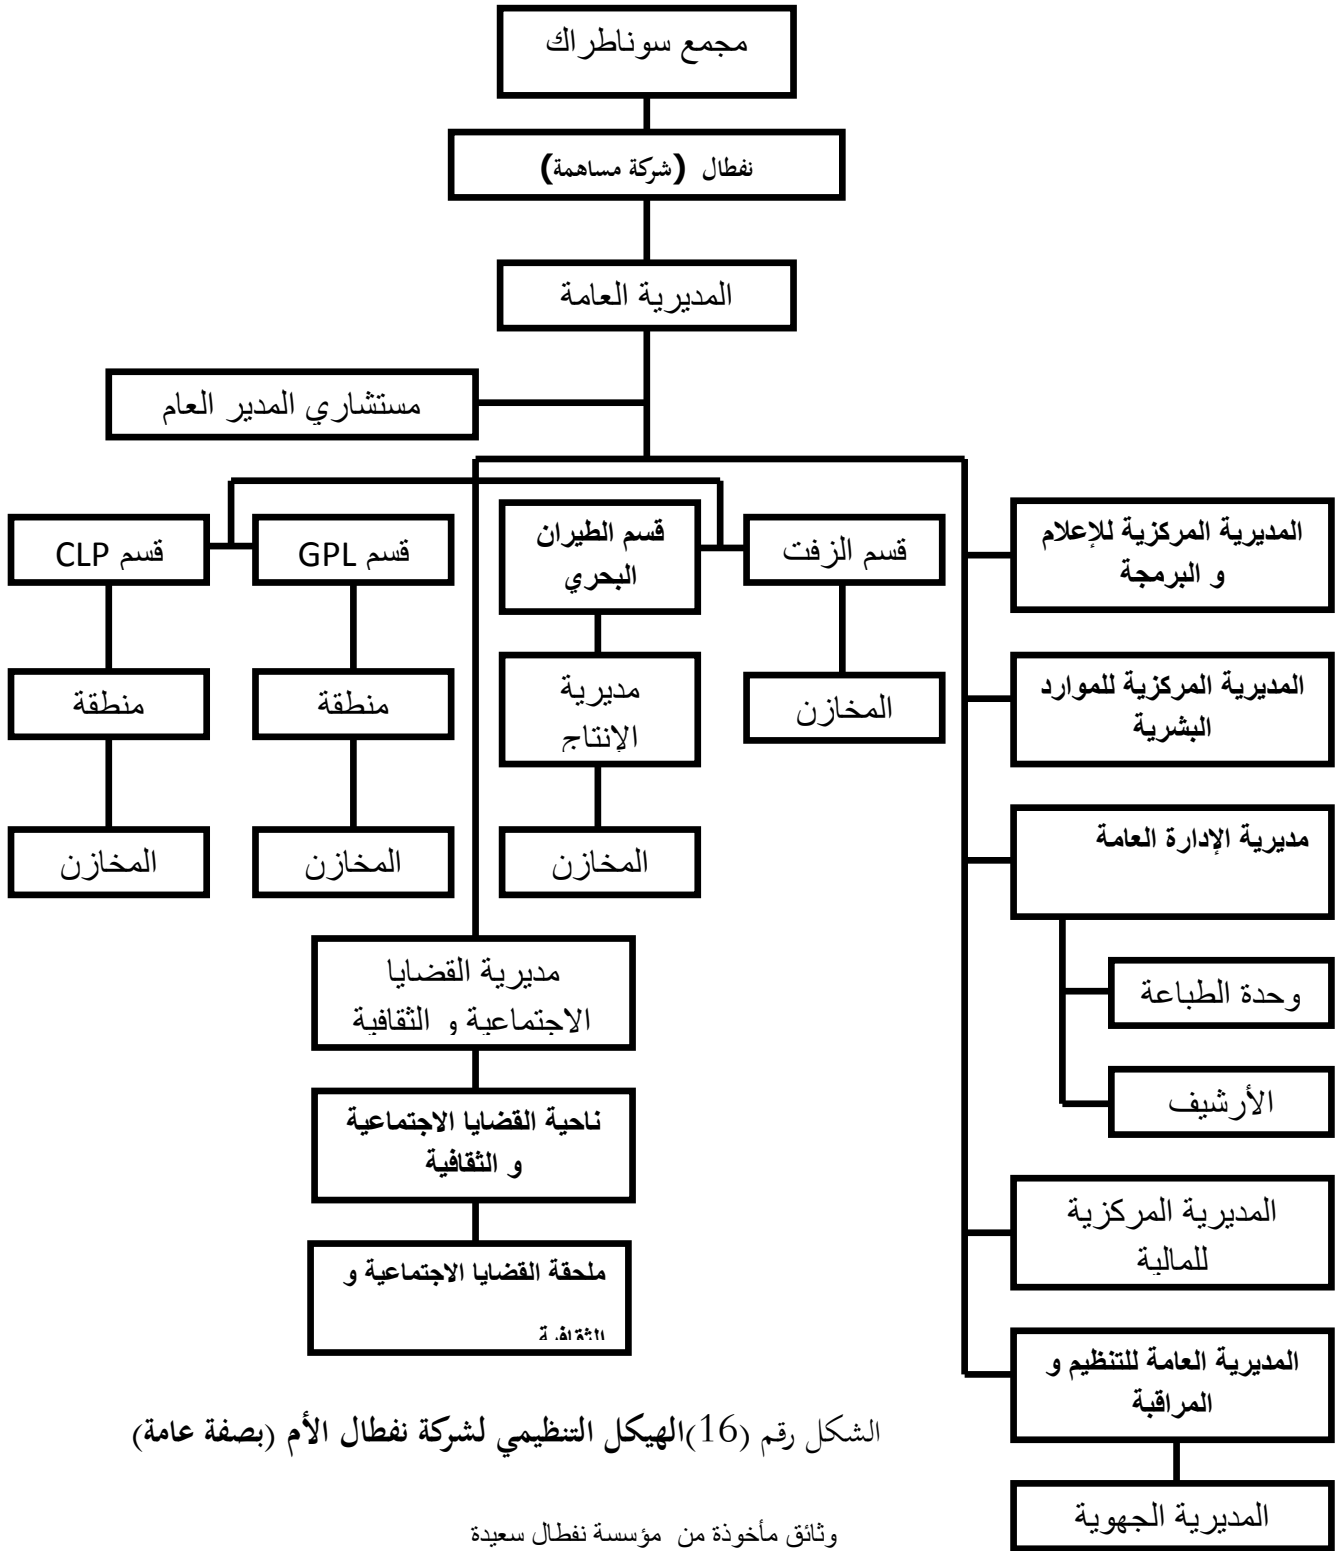 مجمع سوناطراك
نفطال (شركة مساهمة)
المديرية العامة
مستشاري المدير العام
المديرية المركزية للإعلام
و البرمجة
المديرية المركزية للموارد
البشرية
مديرية الإدارة العامة
وحدة الطباعة
الأرشيف
المديرية المركزية
للمالية
المديرية العامة للتنظيم و
المراقبة
المديرية الجهوية
قسم الزفت
المخازن
قسم الطيران
البحري
مديرية
الإنتاج
المخازن
قسم GPL
منطقة
المخازن
قسم CLP
منطقة
المخازن
مديرية القضايا
الاجتماعية و الثقافية
ناحية القضايا الاجتماعية
و الثقافية
ملحقة القضايا الاجتماعية و
الثقافية
الشكل رقم (16)الهيكل التنظيمي لشركة نفطال الأم (بصفة عامة)
وثائق مأخوذة من مؤسسة نفطال سعيدة